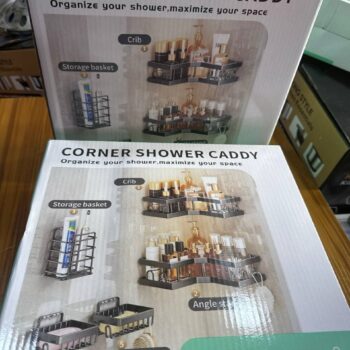 CADDY
Organize your shower,maximize your space
Crib
Storage basket
CORNER SHOWER CADDY
Organize your shower,maximize your space
Crib
Storage basket
Angle